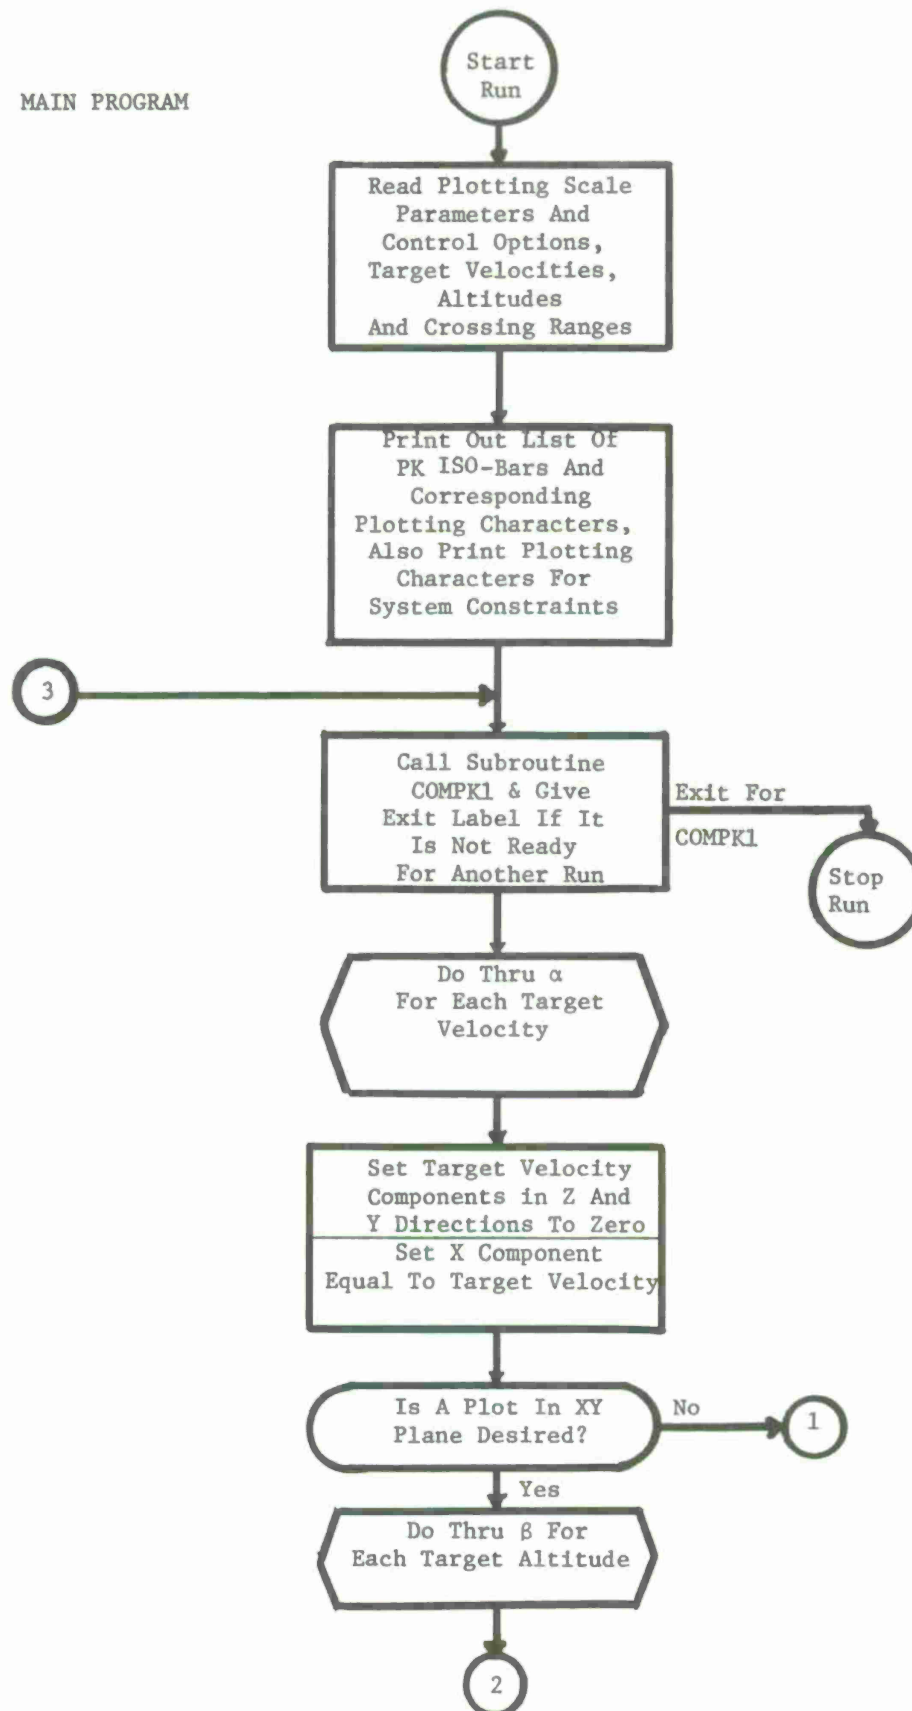 MAIN PROGRAM
Start
Run
Read Plotting Scale
Parameters And
Control Options,
Target Velocities,
Altitudes
And Crossing Ranges
Print Out List Of
PK ISO-Bars And
Corresponding
Plotting Characters,
Also Print Plotting
Characters For
System Constraints
3
Call Subroutine
COMPK1 & Give
Exit Label If It
Is Not Ready
For Another Run
Exit For
COMPK1
Stop
Run
Do Thru α
For Each Target
Velocity
Set Target Velocity
Components in Z And
Y Directions To Zero
Set X Component
Equal To Target Velocity
Is A Plot In XY
Plane Desired?
No
1
Yes
Do Thru β For
Each Target Altitude
2